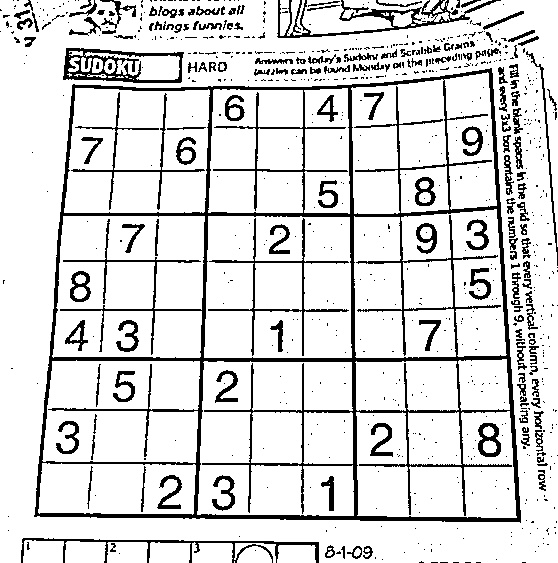 blogs about all
things funnies.
SUDOKU HARD
Answers to today's Sudoku and Scrabble Grams
puzzles can be found Monday on the preceding page.
6 4 7
7 6 9
5 8
7 2 9 3
8 5
4 3 1 7
5 2
3 2 8
2 3 1
Fill in the blank spaces in the grid so that every vertical column, every horizontal row
and every 3x3 box contains the numbers 1 through 9, without repeating any.
1 2 3 8-1-09